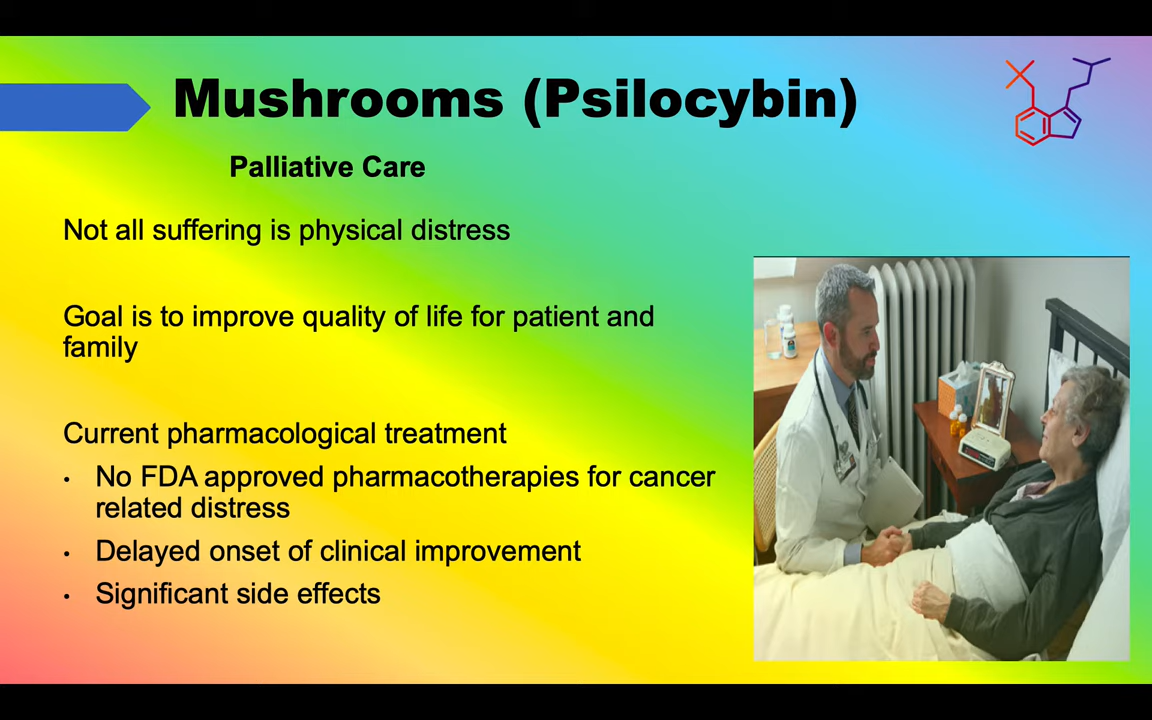 Mushrooms (Psilocybin)
Palliative Care
Not all suffering is physical distress
Goal is to improve quality of life for patient and
family
Current pharmacological treatment
• No FDA approved pharmacotherapies for cancer
related distress
• Delayed onset of clinical improvement
• Significant side effects